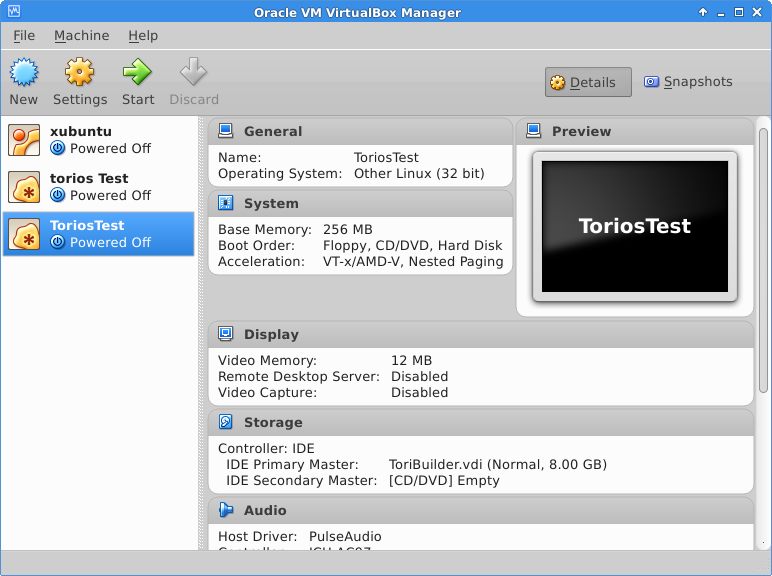 Oracle VM VirtualBox Manager
File Machine Help
New Settings Start Discard Details Snapshots
xubuntu
Powered Off
torios Test
Powered Off
ToriosTest
Powered Off
General
Name: ToriosTest
Operating System: Other Linux (32 bit)
System
Base Memory: 256 MB
Boot Order: Floppy, CD/DVD, Hard Disk
Acceleration: VT-x/AMD-V, Nested Paging
Preview
ToriosTest
Display
Video Memory: 12 MB
Remote Desktop Server: Disabled
Video Capture: Disabled
Storage
Controller: IDE
IDE Primary Master: ToriBuilder.vdi (Normal, 8.00 GB)
IDE Secondary Master: [CD/DVD] Empty
Audio
Host Driver: PulseAudio